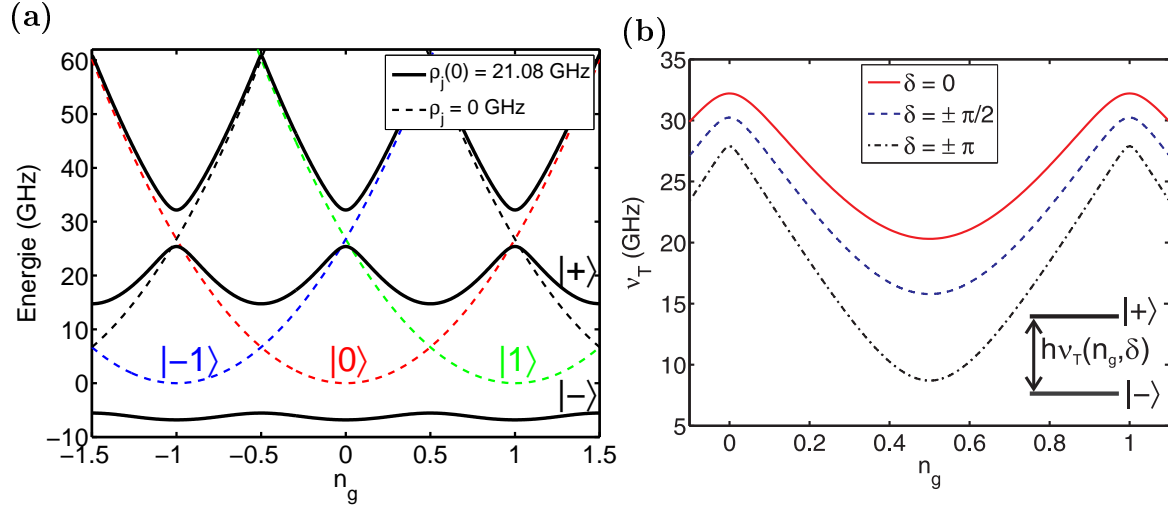 (a)
60
50
40
30
20
10
0
−10
Energie (GHz)
ρj(0) = 21.08 GHz
ρj = 0 GHz
|+⟩
|−1⟩ |0⟩ |1⟩
|−⟩
−1.5 −1 −0.5 0 0.5 1 1.5
ng
(b)
35
30
25
20
15
10
5
νT (GHz)
δ = 0
δ = ± π/2
δ = ± π
|+⟩
hνT(ng,δ)
|−⟩
0 0.2 0.4 0.6 0.8 1
ng